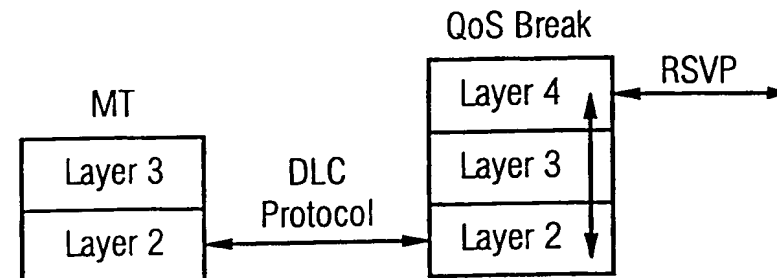 QoS Break
MT
Layer 4
RSVP
Layer 3
DLC
Protocol
Layer 3
Layer 2
Layer 2